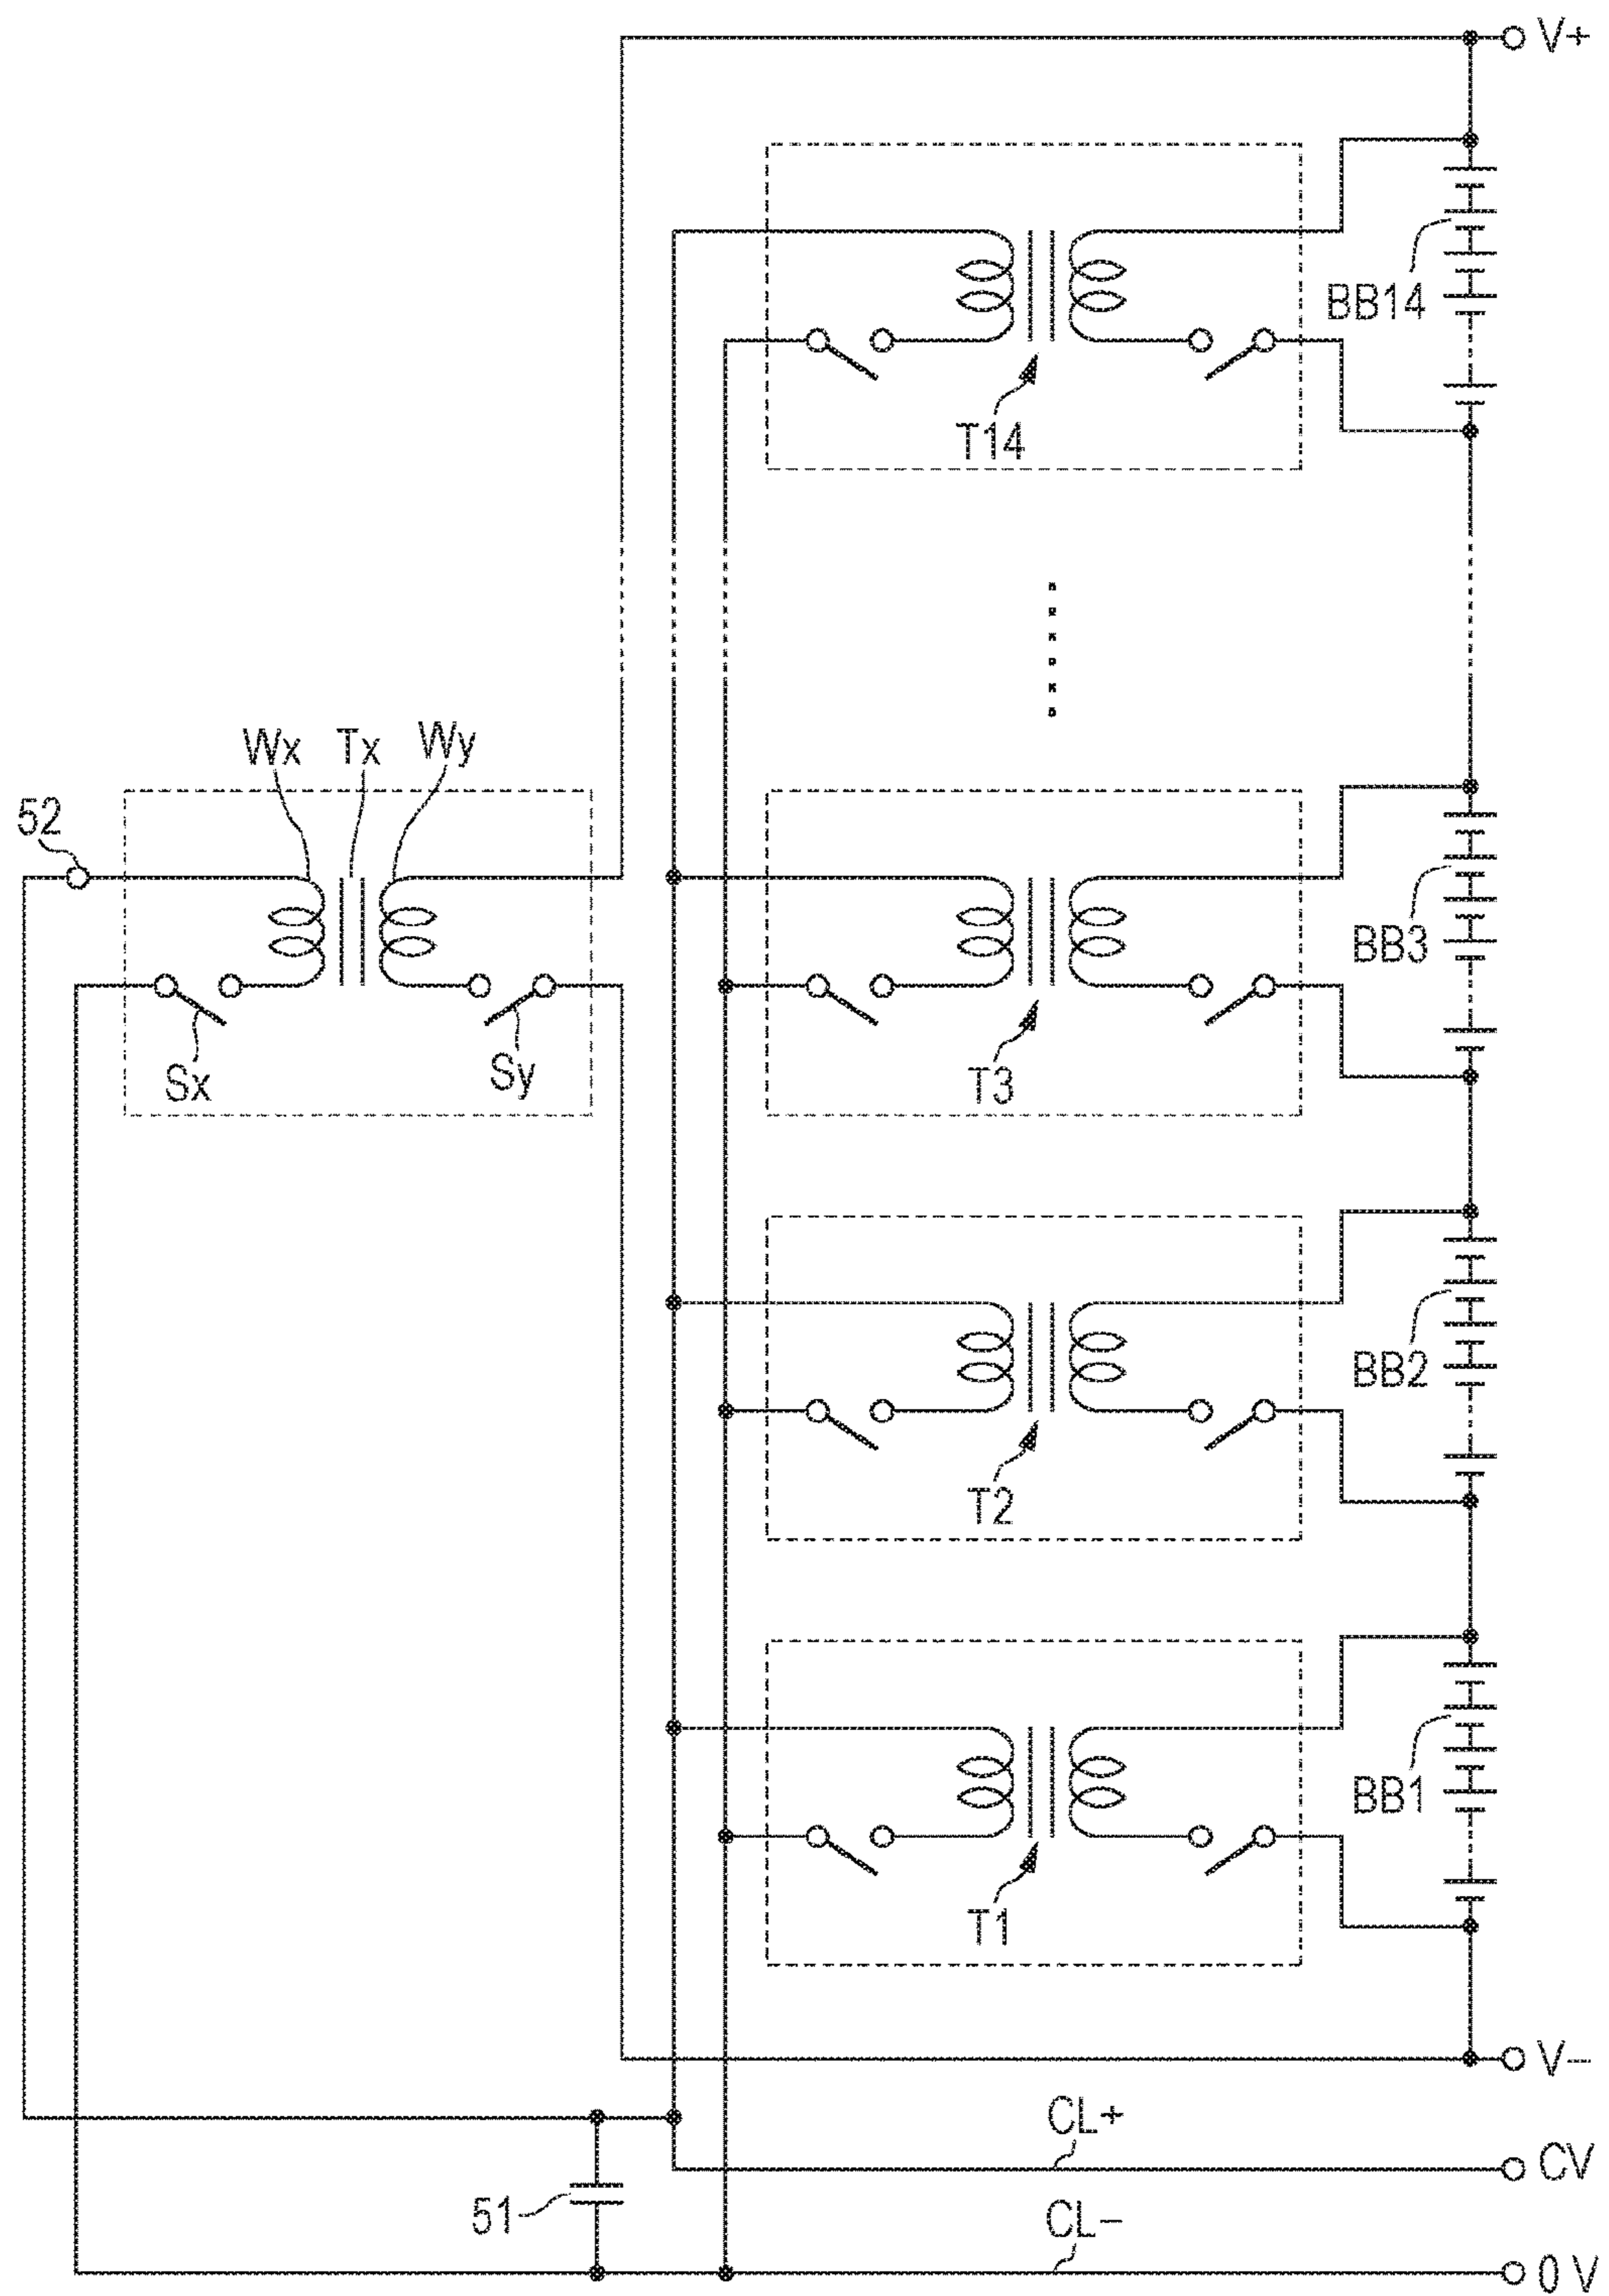 V+
BB14
T14
Wx Tx Wy
52
BB3
Sx Sy
T3
BB2
T2
BB1
T1
V−
CL+
CV
51
CL−
0 V